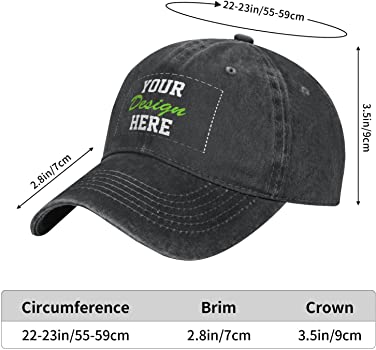 22-23in/55-59cm
YOUR
Design
HERE
3.5in/9cm
2.8in/7cm
Circumference Brim Crown
22-23in/55-59cm 2.8in/7cm 3.5in/9cm